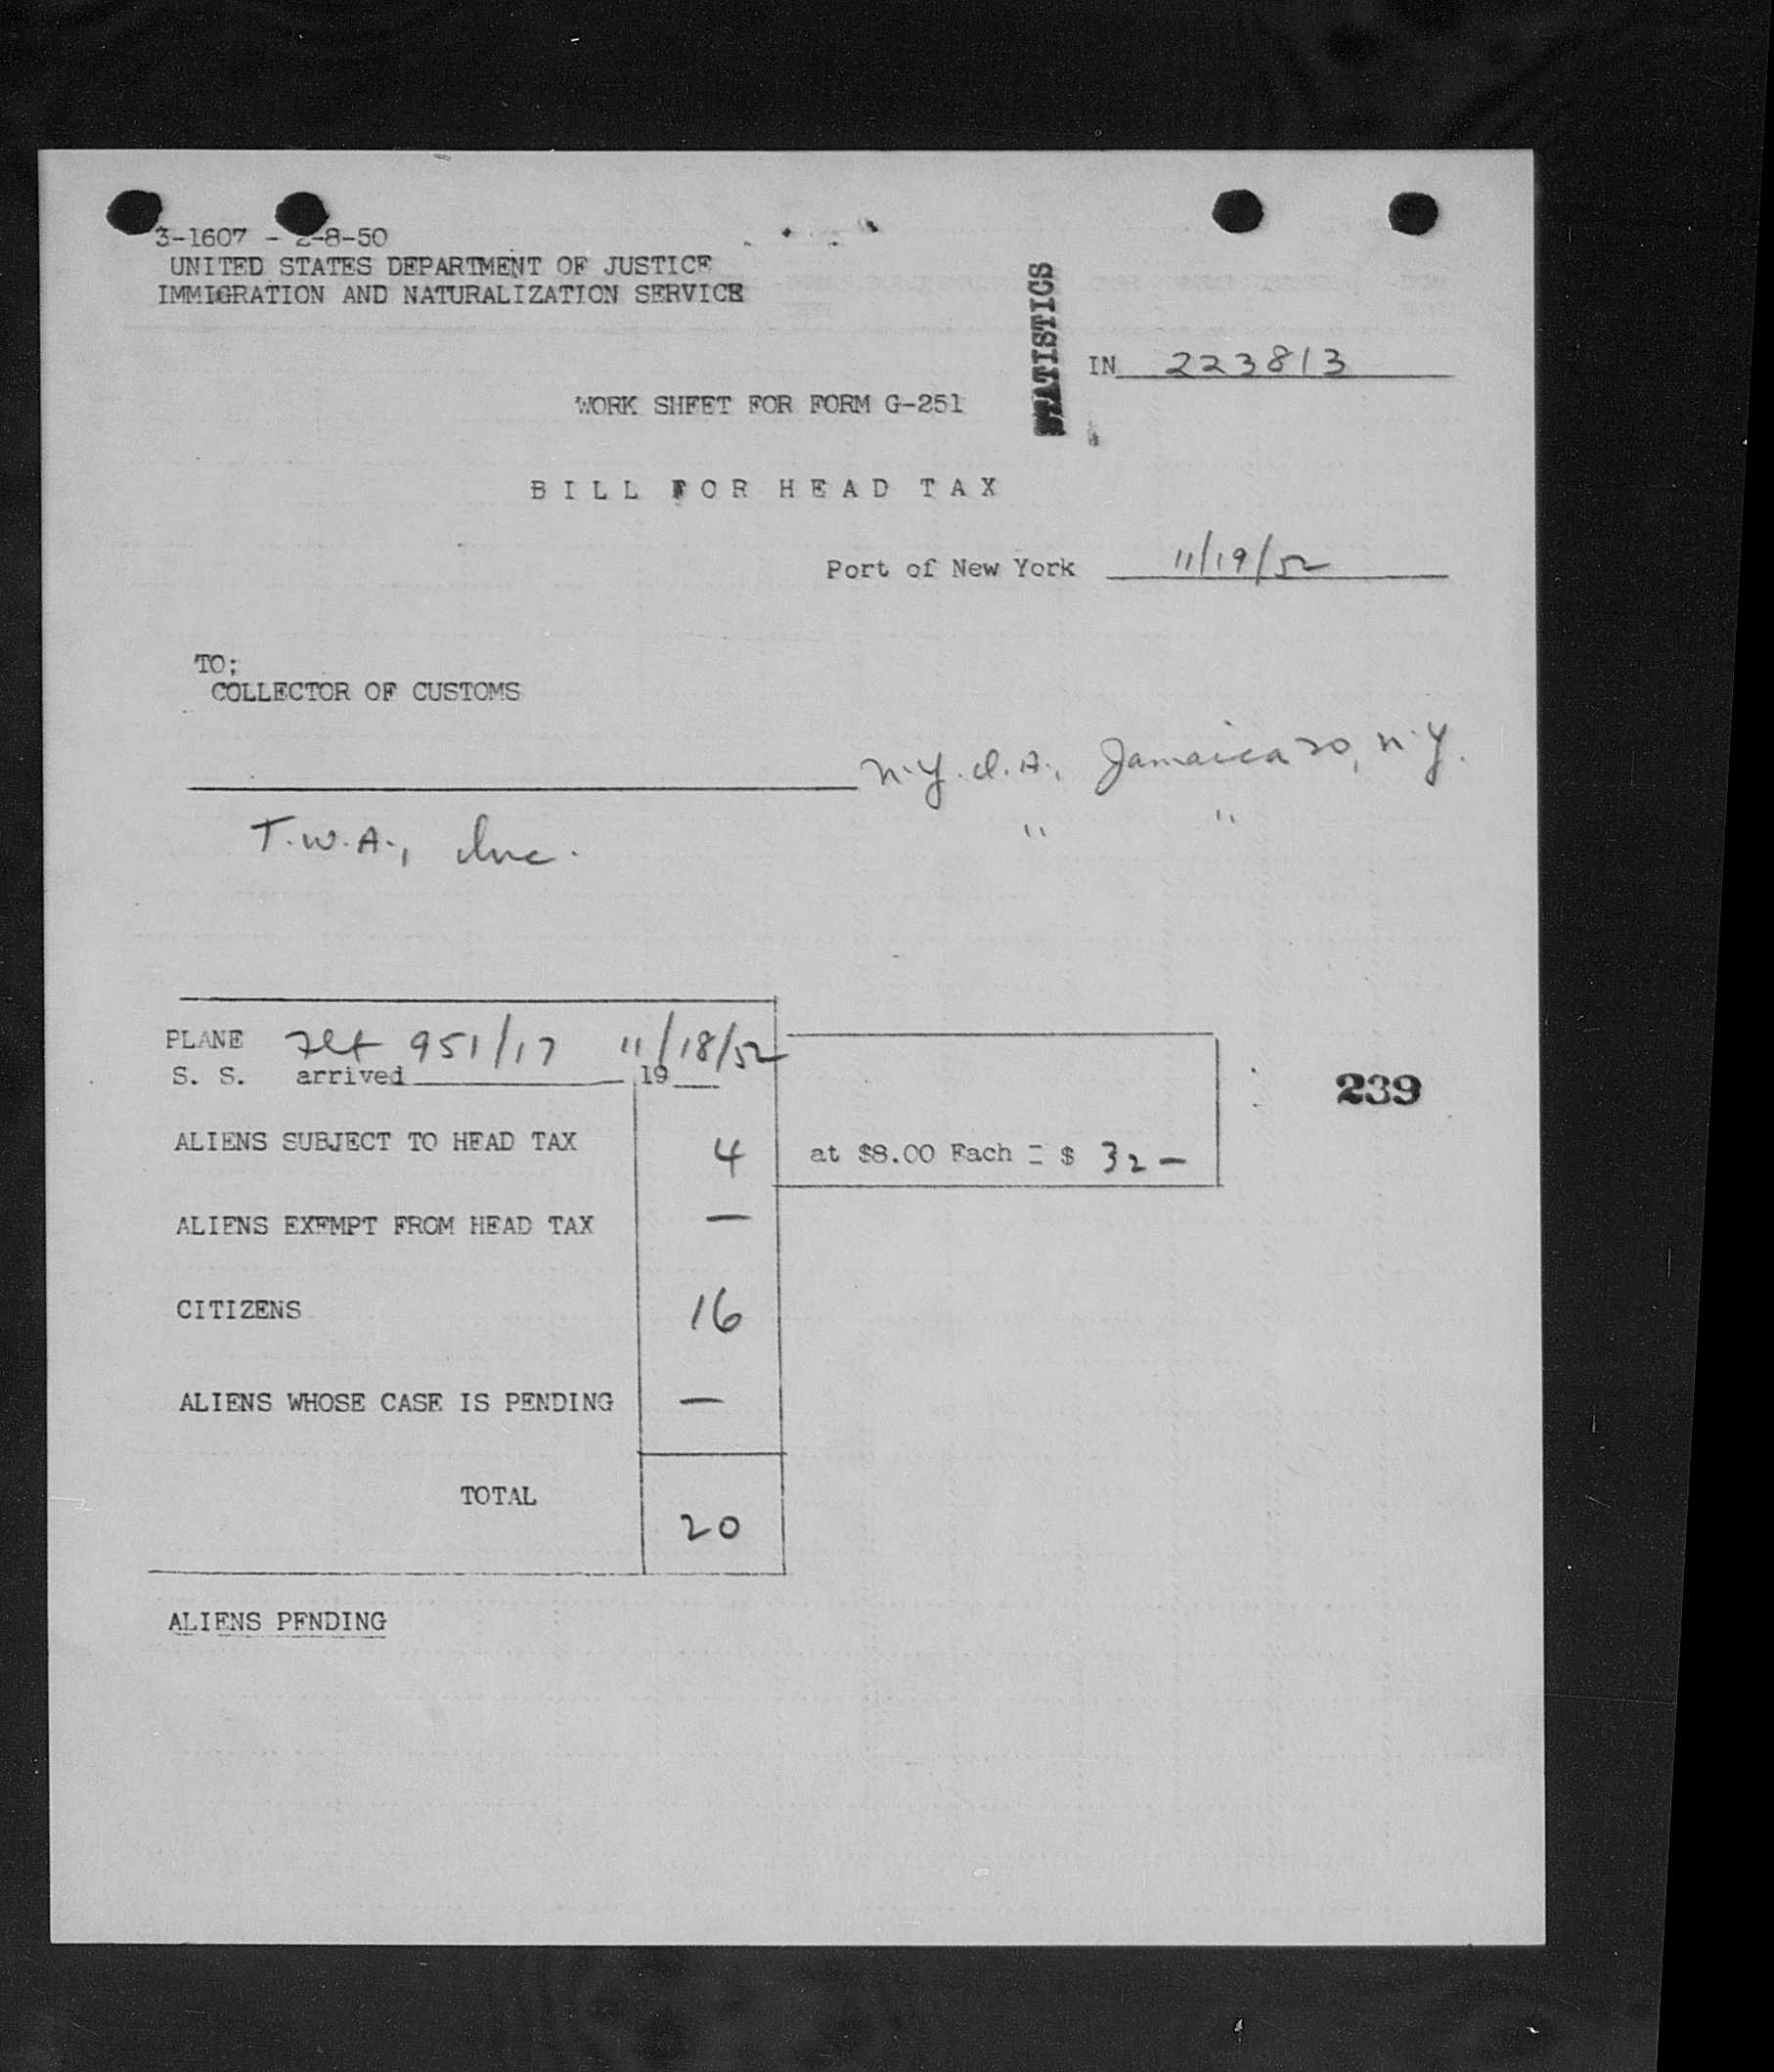 3-1607 - 2-8-50
UNITED STATES DEPARTMENT OF JUSTICE
IMMIGRATION AND NATURALIZATION SERVICE
STATISTICS
IN 223813
WORK SHEET FOR FORM G-251
BILL FOR HEAD TAX
Port of New York 11/19/52
TO;
COLLECTOR OF CUSTOMS
N.Y.I.A., Jamaica 30, N.Y.
T.W.A., Inc. " "
PLANE Flt 951/17 11/18/52
S. S. arrived 19
239
ALIENS SUBJECT TO HEAD TAX 4 at $8.00 Each = $ 32 —
ALIENS EXEMPT FROM HEAD TAX —
CITIZENS 16
ALIENS WHOSE CASE IS PENDING —
TOTAL 20
ALIENS PENDING